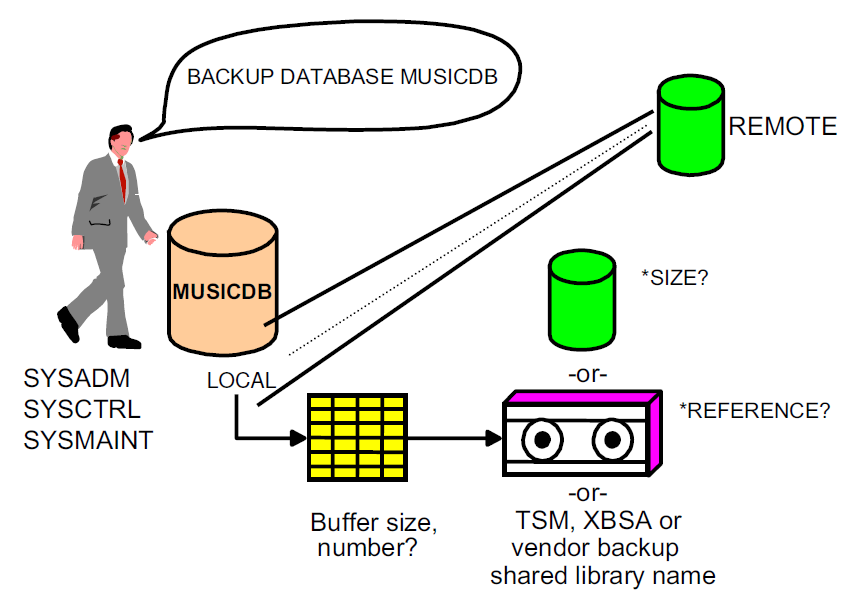 BACKUP DATABASE MUSICDB
REMOTE
*SIZE?
MUSICDB
SYSADM
SYSCTRL
SYSMAINT
LOCAL
-or-
*REFERENCE?
-or-
Buffer size,
number?
TSM, XBSA or
vendor backup
shared library name